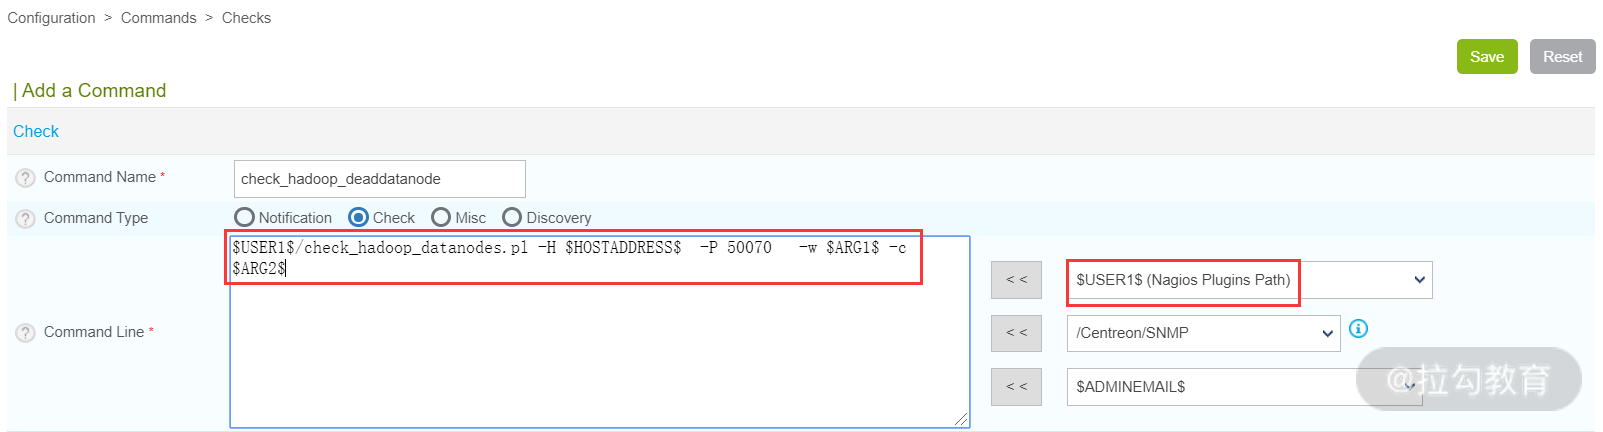 Configuration > Commands > Checks
Save Reset
| Add a Command
Check
Command Name *
check_hadoop_deaddatanode
Command Type
Notification Check Misc Discovery
$USER1$/check_hadoop_datanodes.pl -H $HOSTADDRESS$  -P 50070   -w $ARG1$ -c
$ARG2$
<< $USER1$ (Nagios Plugins Path)
Command Line *
<< /Centreon/SNMP
<< $ADMINEMAIL$
@拉勾教育